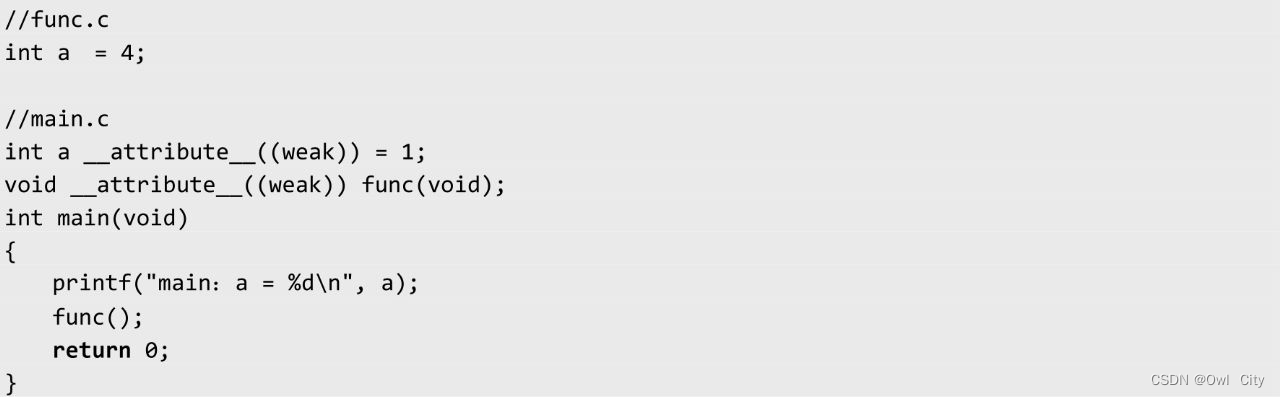 //func.c
int a  = 4;

//main.c
int a __attribute__((weak)) = 1;
void __attribute__((weak)) func(void);
int main(void)
{
    printf("main：a = %d\n", a);
    func();
    return 0;
}
CSDN @Owl  City